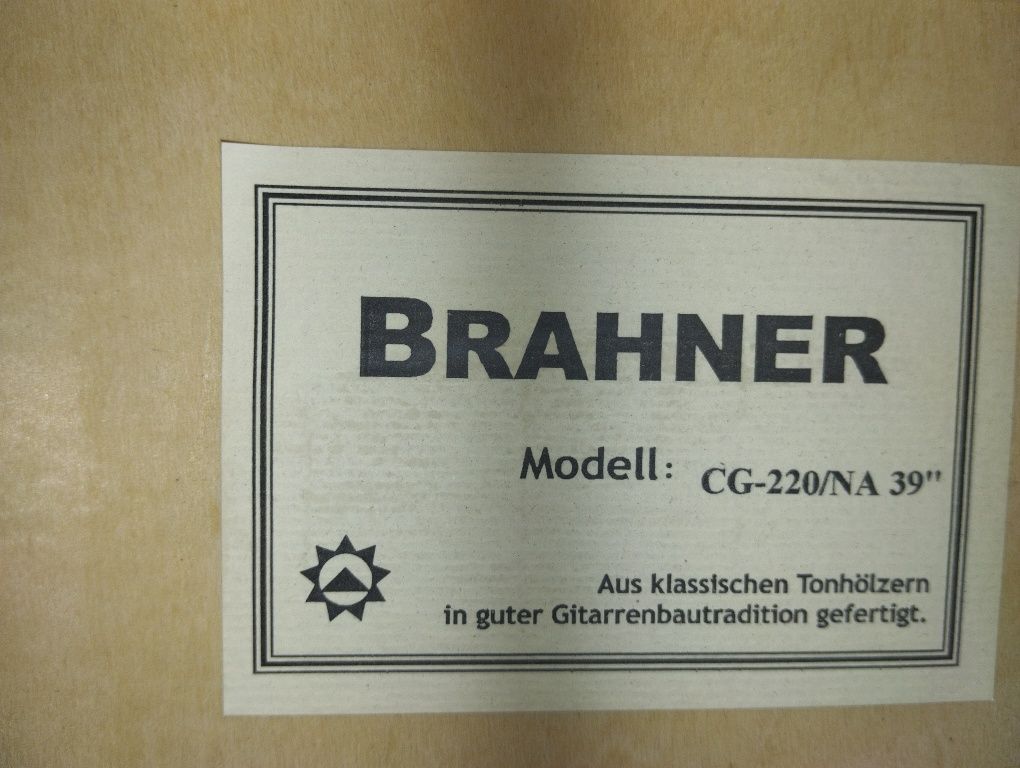 BRAHNER
Modell: CG-220/NA 39"
Aus klassischen Tonhölzern
in guter Gitarrenbautradition gefertigt.